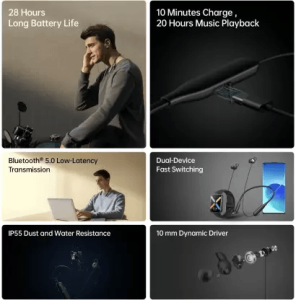 28 Hours
Long Battery Life
10 Minutes Charge ,
20 Hours Music Playback
Bluetooth® 5.0 Low-Latency
Transmission
Dual-Device
Fast Switching
IP55 Dust and Water Resistance
10 mm Dynamic Driver